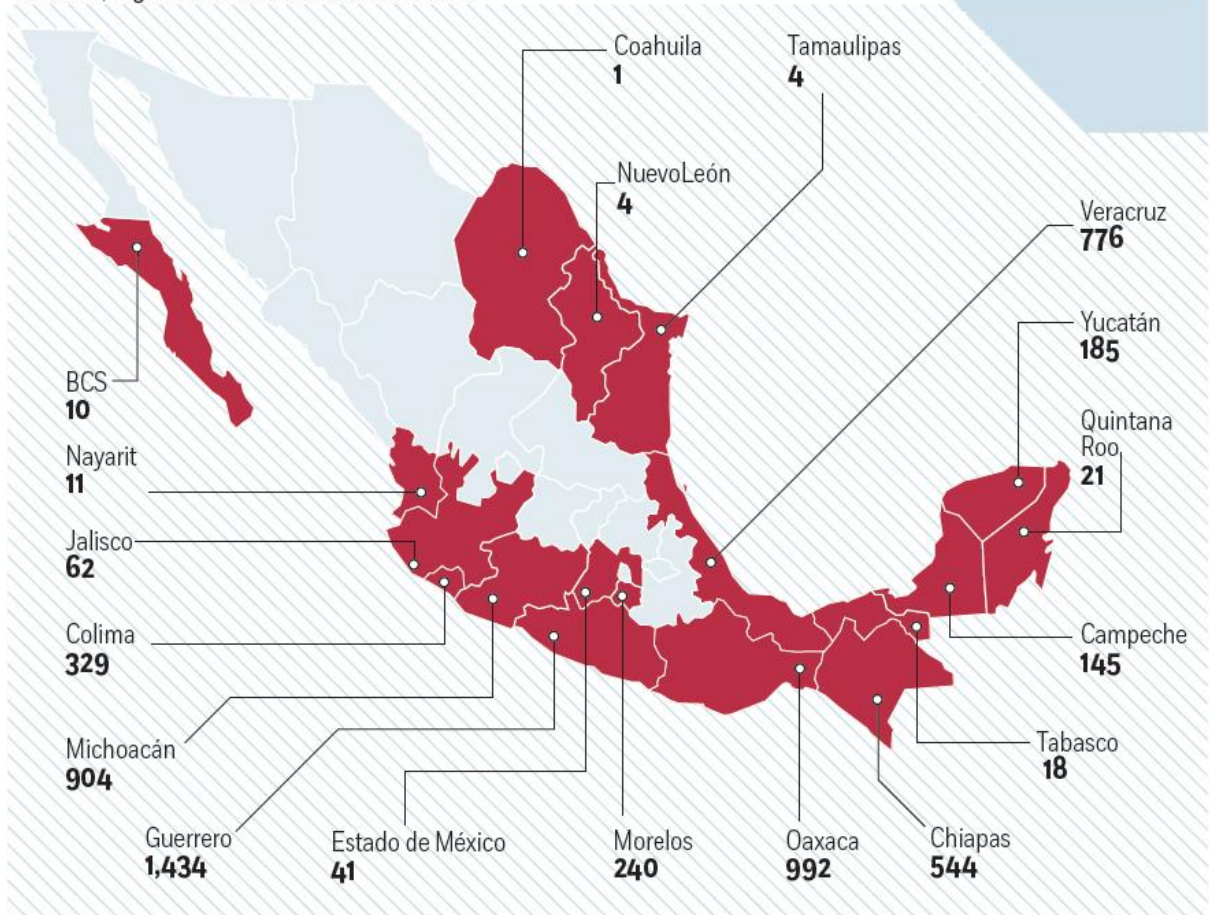 Coahuila
1
Tamaulipas
4
NuevoLeón
4
Veracruz
776
Yucatán
185
BCS
10
Quintana
Roo
21
Nayarit
11
Jalisco
62
Colima
329
Campeche
145
Michoacán
904
Tabasco
18
Guerrero
1,434
Estado de México
41
Morelos
240
Oaxaca
992
Chiapas
544